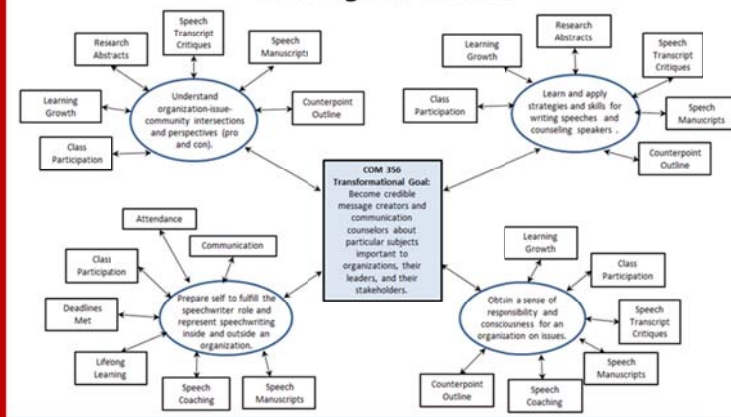 Research
Abstracts
Speech
Transcript
Critiques
Speech
Manuscripts
Learning
Growth
Understand
organization-issue-
community intersections
and perspectives (pro
and con).
Counterpoint
Outline
Class
Participation
Learning
Growth
Research
Abstracts
Speech
Transcript
Critiques
Class
Participation
Learn and apply
strategies and skills for
writing speeches and
counseling speakers .
Speech
Manuscripts
Counterpoint
Outline
COM 356
Transformational Goal:
Become credible
message creators and
communication
counselors about
particular subjects
important to
organizations, their
leaders, and their
stakeholders.
Attendance
Communication
Class
Participation
Deadlines
Met
Prepare self to fulfill the
speechwriter role and
represent speechwriting
inside and outside an
organization.
Lifelong
Learning
Speech
Coaching
Speech
Manuscripts
Learning
Growth
Class
Participation
Obtain a sense of
responsibility and
consciousness for an
organization on issues.
Speech
Transcript
Critiques
Speech
Manuscripts
Counterpoint
Outline
Speech
Coaching